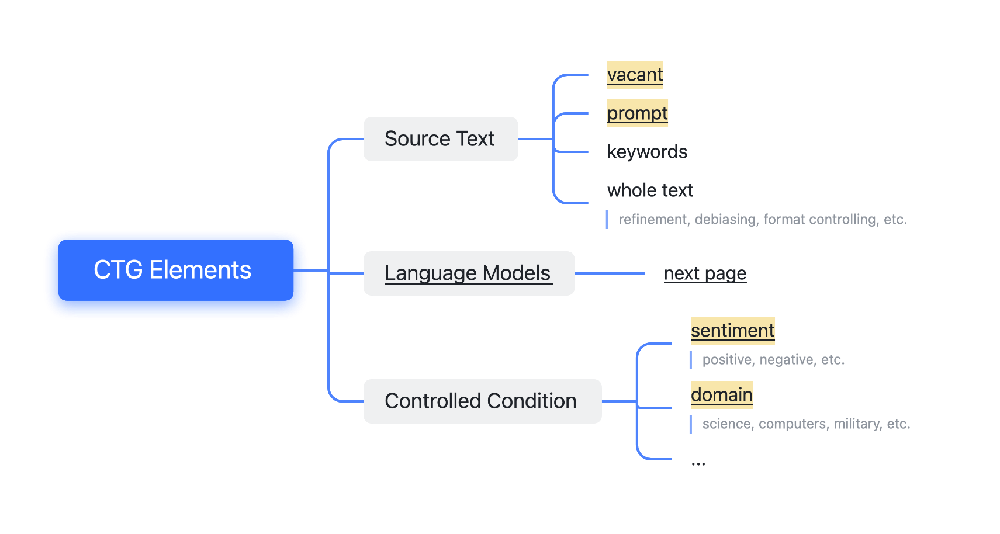 CTG Elements
Source Text
vacant
prompt
keywords
whole text
refinement, debiasing, format controlling, etc.
Language Models
next page
Controlled Condition
sentiment
positive, negative, etc.
domain
science, computers, military, etc.
...